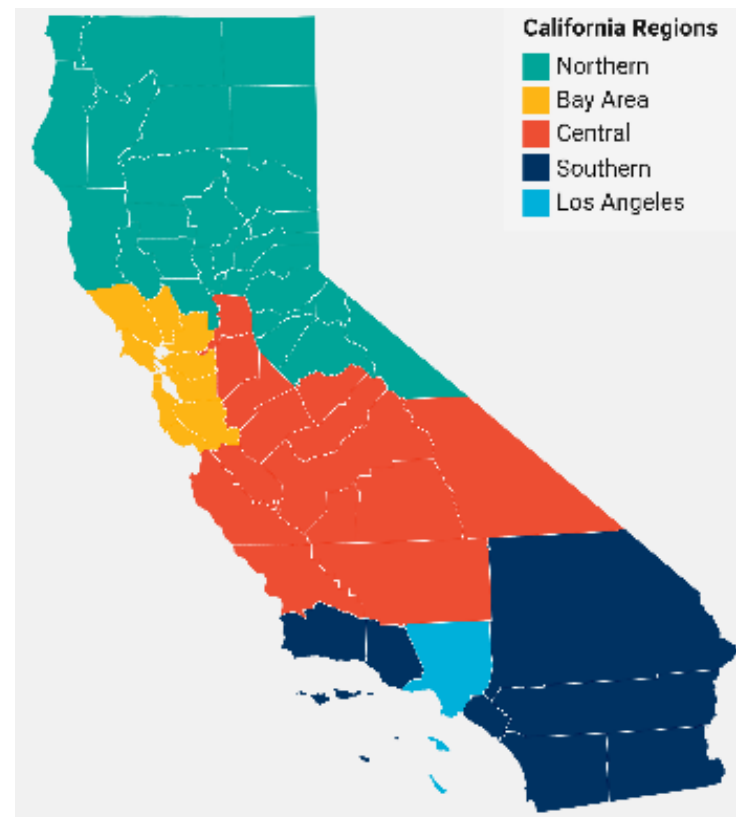 California Regions
Northern
Bay Area
Central
Southern
Los Angeles